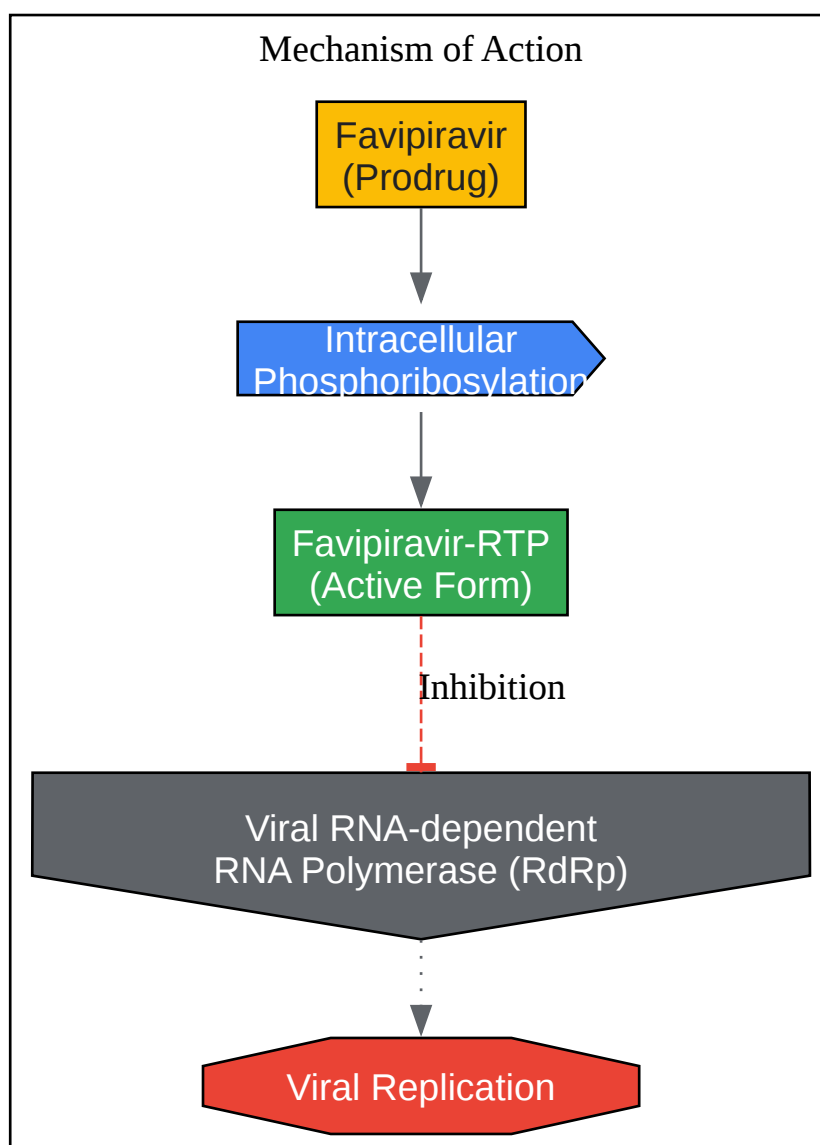 Mechanism of Action
Favipiravir
(Prodrug)
Intracellular
Phosphoribosylation
Favipiravir-RTP
(Active Form)
Inhibition
Viral RNA-dependent
RNA Polymerase (RdRp)
Viral Replication